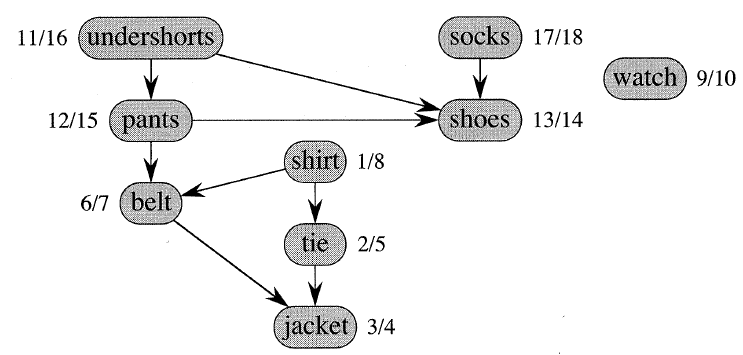 11/16 undershorts socks 17/18
watch 9/10
12/15 pants shoes 13/14
shirt 1/8
6/7 belt
tie 2/5
jacket 3/4